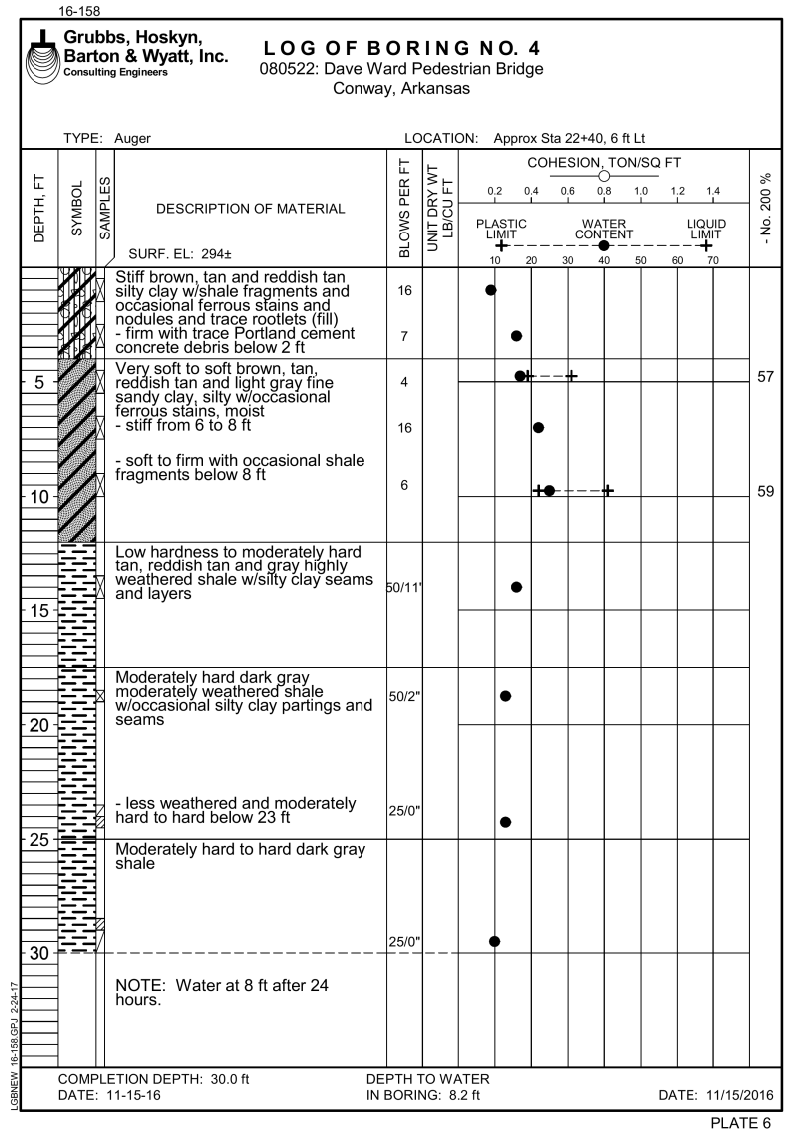 16-158
Grubbs, Hoskyn,
Barton & Wyatt, Inc.
Consulting Engineers
LOG OF BORING NO. 4
080522: Dave Ward Pedestrian Bridge
Conway, Arkansas
TYPE: Auger
LOCATION: Approx Sta 22+40, 6 ft Lt
DEPTH, FT
SYMBOL
SAMPLES
DESCRIPTION OF MATERIAL
SURF. EL: 294±
BLOWS PER FT
UNIT DRY WT
LB/CU FT
COHESION, TON/SQ FT
0.2 0.4 0.6 0.8 1.0 1.2 1.4
PLASTIC LIMIT
WATER CONTENT
LIQUID LIMIT
10 20 30 40 50 60 70
- No. 200 %
Stiff brown, tan and reddish tan
silty clay w/shale fragments and
occasional ferrous stains and
nodules and trace rootlets (fill)
- firm with trace Portland cement
concrete debris below 2 ft
16
7
Very soft to soft brown, tan,
reddish tan and light gray fine
sandy clay, silty w/occasional
ferrous stains, moist
- stiff from 6 to 8 ft
5
4
57
16
- soft to firm with occasional shale
fragments below 8 ft
6
10
59
Low hardness to moderately hard
tan, reddish tan and gray highly
weathered shale w/silty clay seams
and layers
50/11"
15
Moderately hard dark gray
moderately weathered shale
w/occasional silty clay partings and
seams
50/2"
20
- less weathered and moderately
hard to hard below 23 ft
25/0"
25
Moderately hard to hard dark gray
shale
25/0"
30
NOTE: Water at 8 ft after 24
hours.
LGBNEW 16-158.GPJ 2-24-17
COMPLETION DEPTH: 30.0 ft
DATE: 11-15-16
DEPTH TO WATER
IN BORING: 8.2 ft
DATE: 11/15/2016
PLATE 6